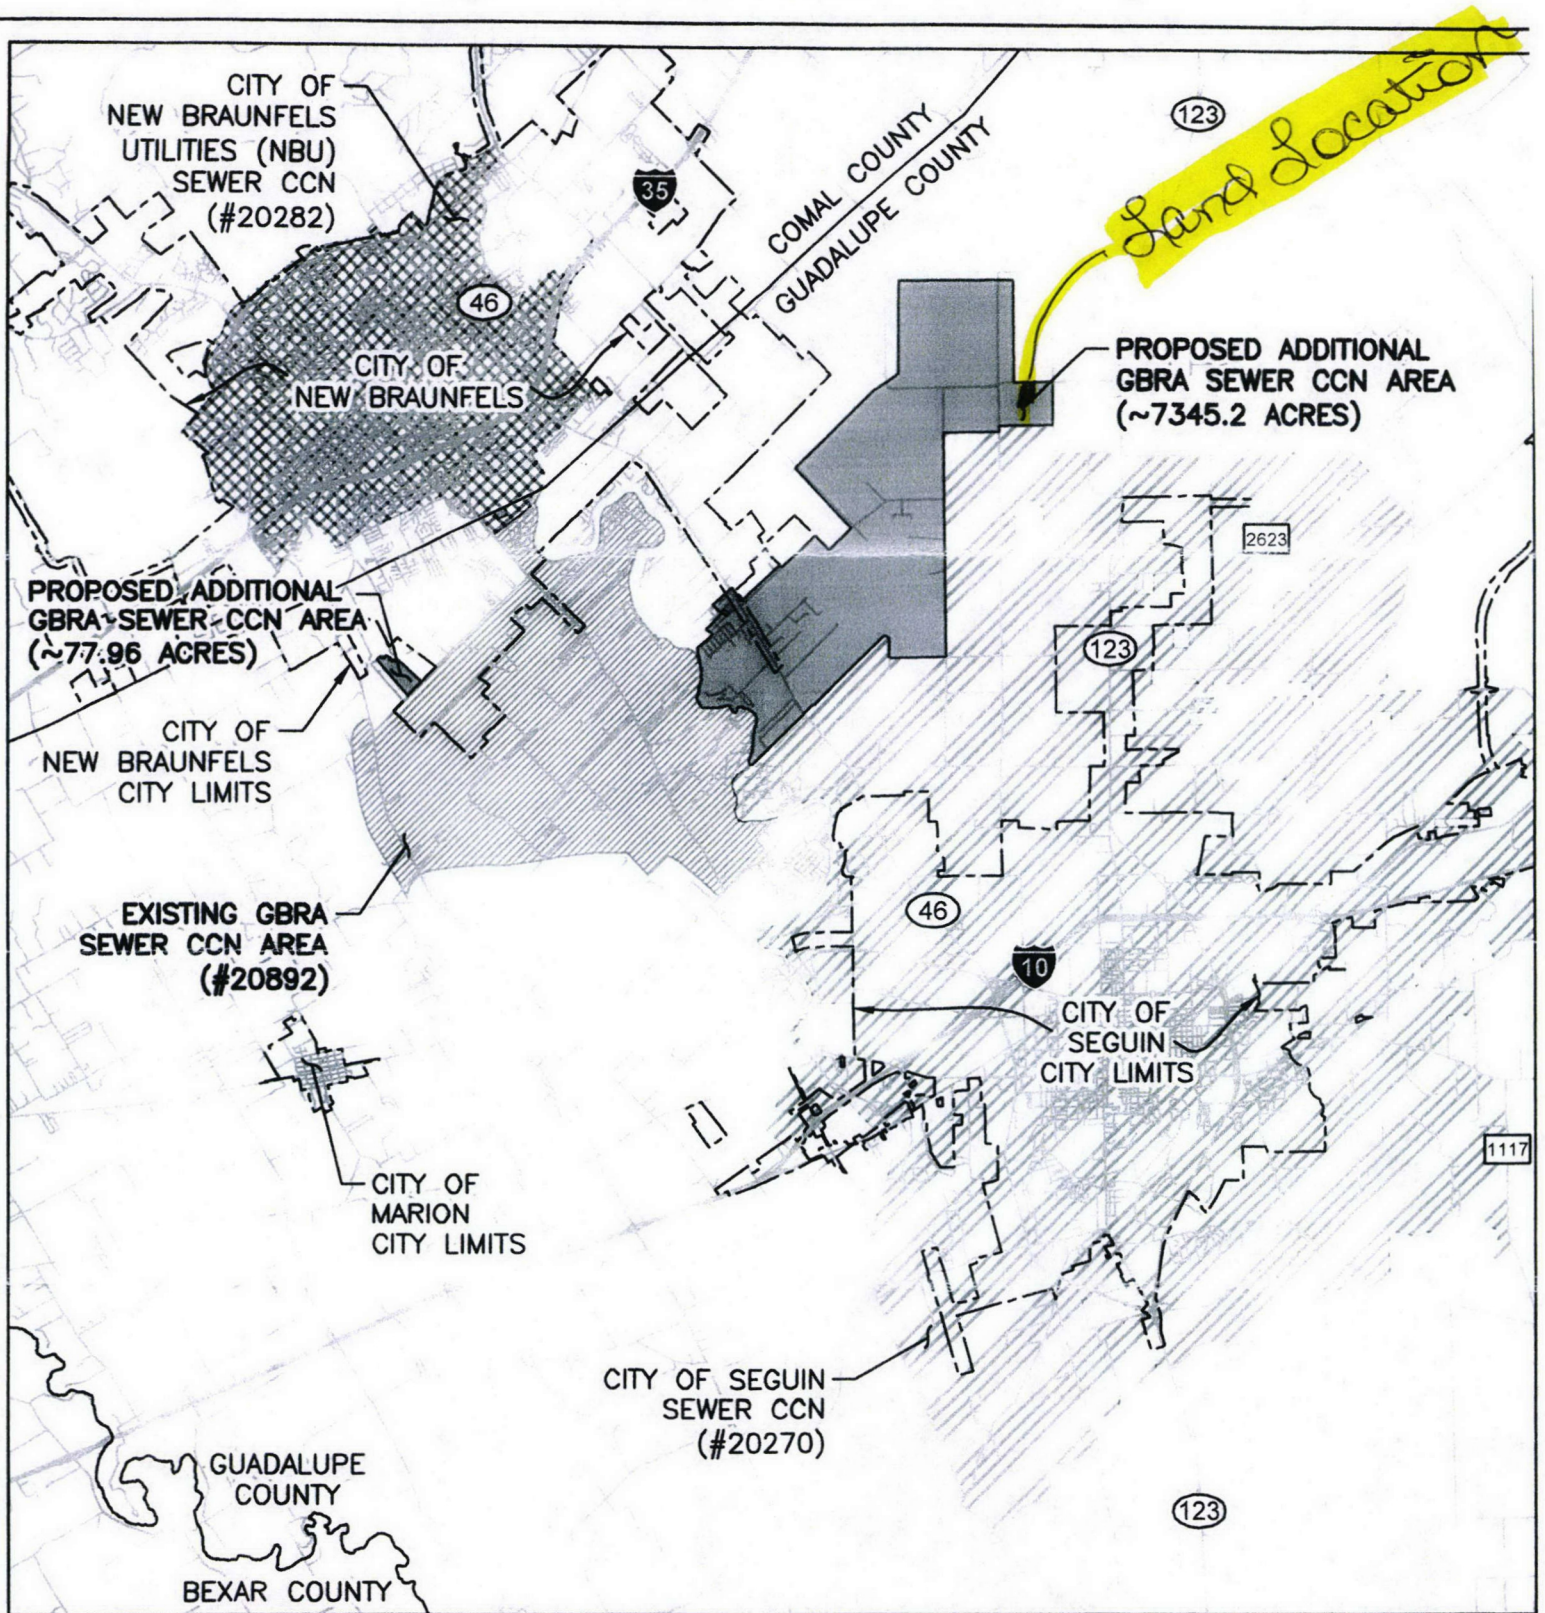 CITY OF
NEW BRAUNFELS
UTILITIES (NBU)
SEWER CCN
(#20282)
35
COMAL COUNTY
GUADALUPE COUNTY
123
Land Location
46
CITY OF
NEW BRAUNFELS
PROPOSED ADDITIONAL
GBRA SEWER CCN AREA
(~7345.2 ACRES)
2623
PROPOSED ADDITIONAL
GBRA SEWER CCN AREA
(~77.96 ACRES)
123
CITY OF
NEW BRAUNFELS
CITY LIMITS
EXISTING GBRA
SEWER CCN AREA
(#20892)
46
10
CITY OF
SEGUIN
CITY LIMITS
1117
CITY OF
MARION
CITY LIMITS
CITY OF SEGUIN
SEWER CCN
(#20270)
GUADALUPE
COUNTY
BEXAR COUNTY
123